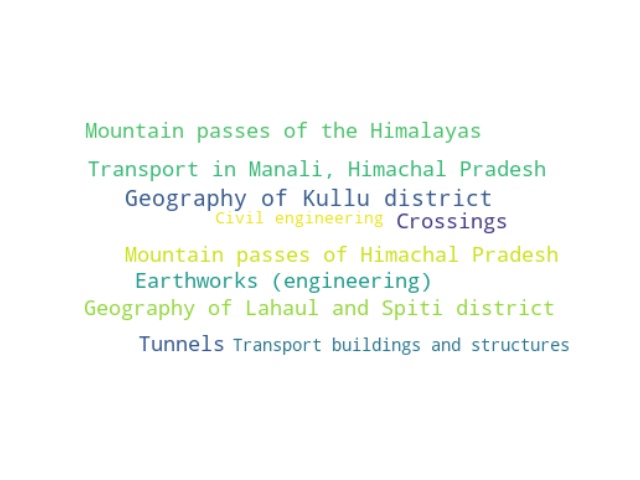 Mountain passes of the Himalayas
Transport in Manali, Himachal Pradesh
Geography of Kullu district
Civil engineering Crossings
Mountain passes of Himachal Pradesh
Earthworks (engineering)
Geography of Lahaul and Spiti district
Tunnels Transport buildings and structures